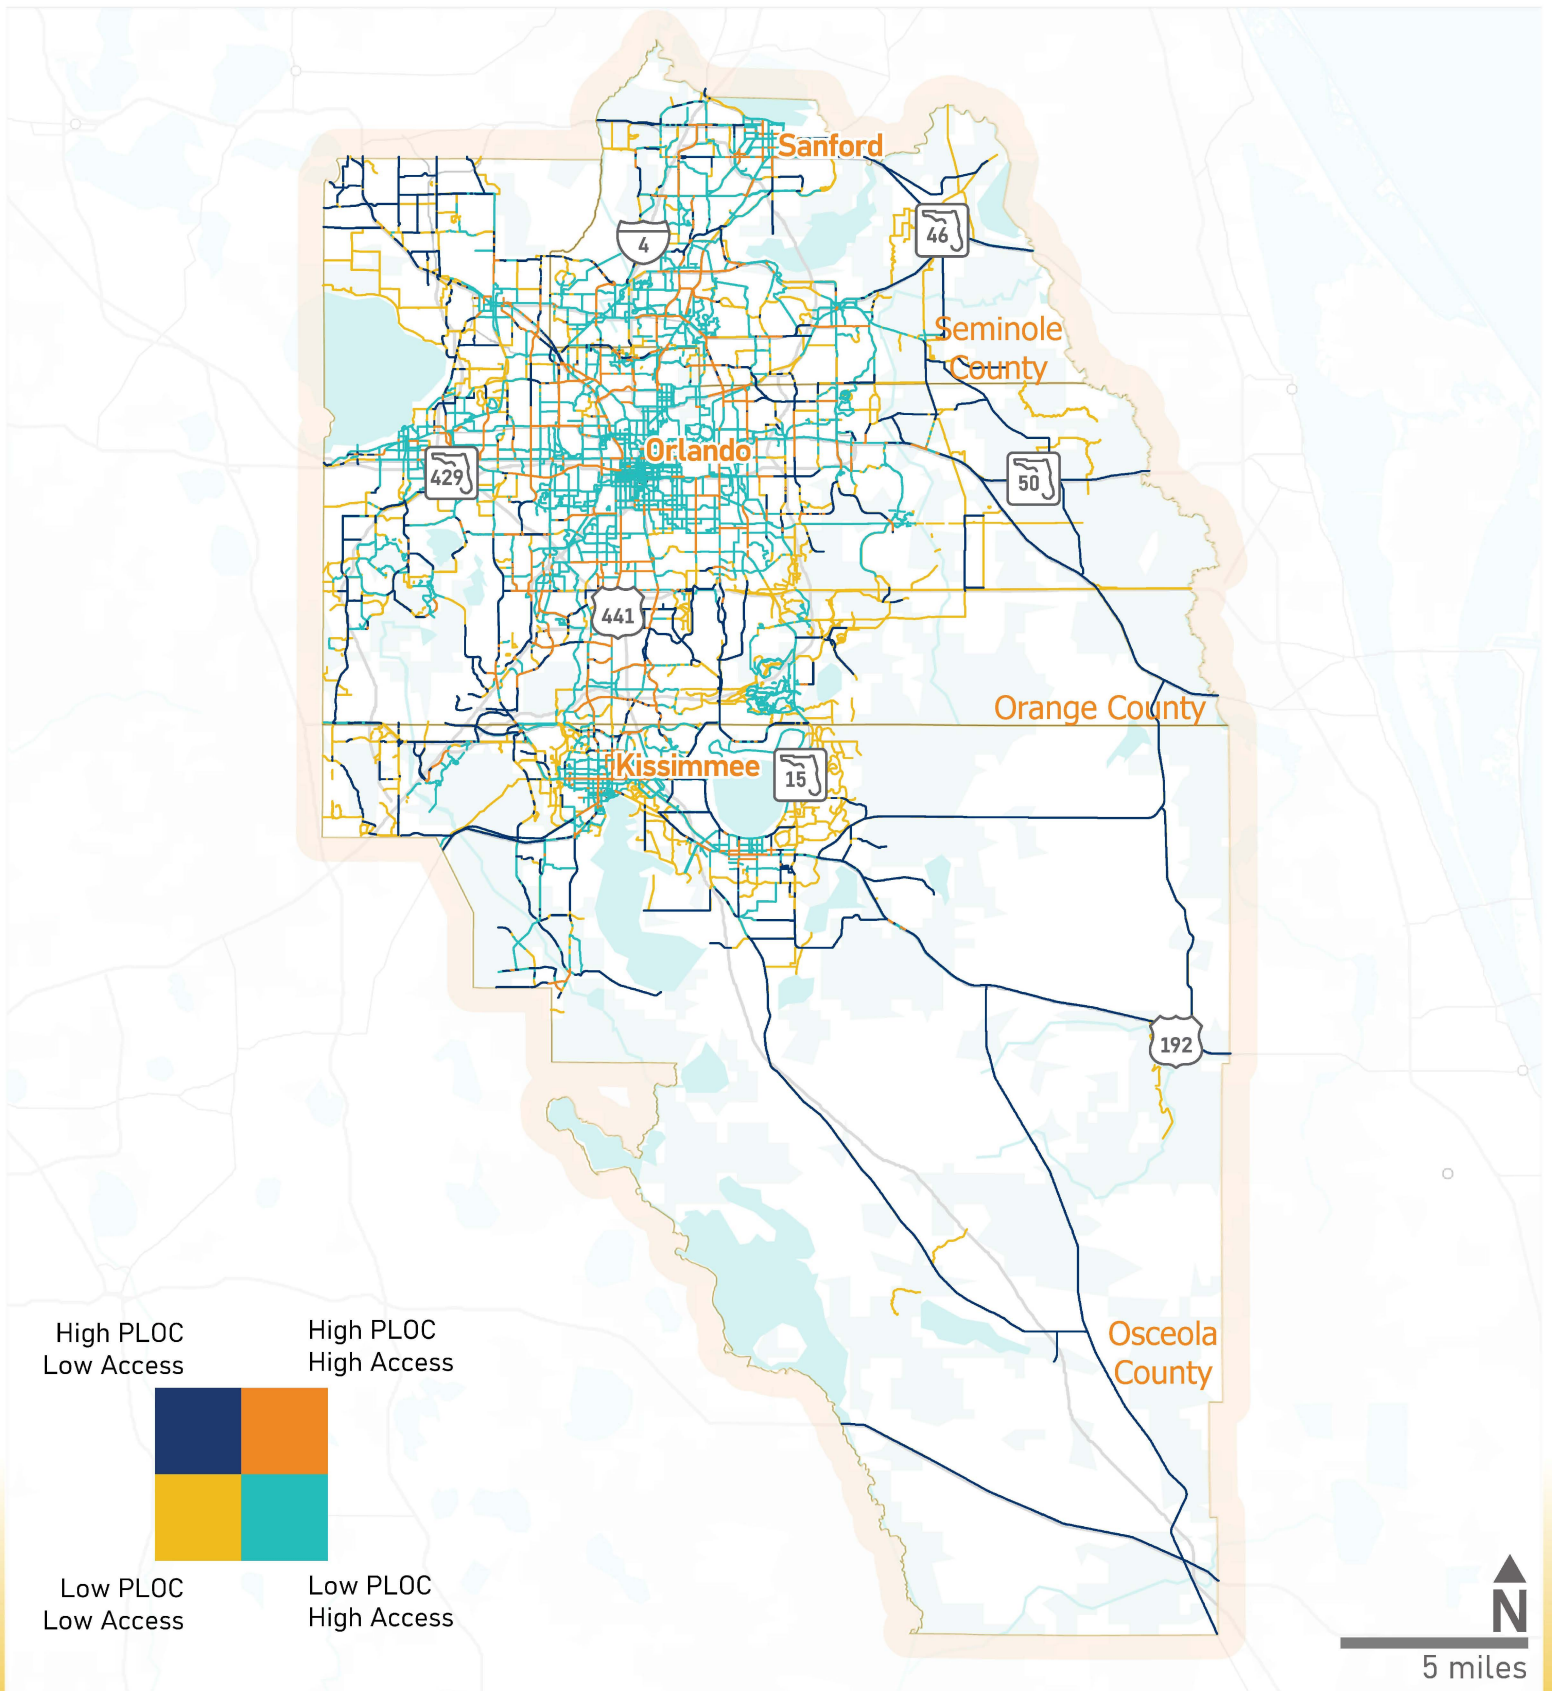 Sanford
46
4
Seminole
County
Orlando
429
50
441
Orange County
Kissimmee
15
192
Osceola
County
High PLOC
Low Access
High PLOC
High Access
Low PLOC
Low Access
Low PLOC
High Access
N
5 miles